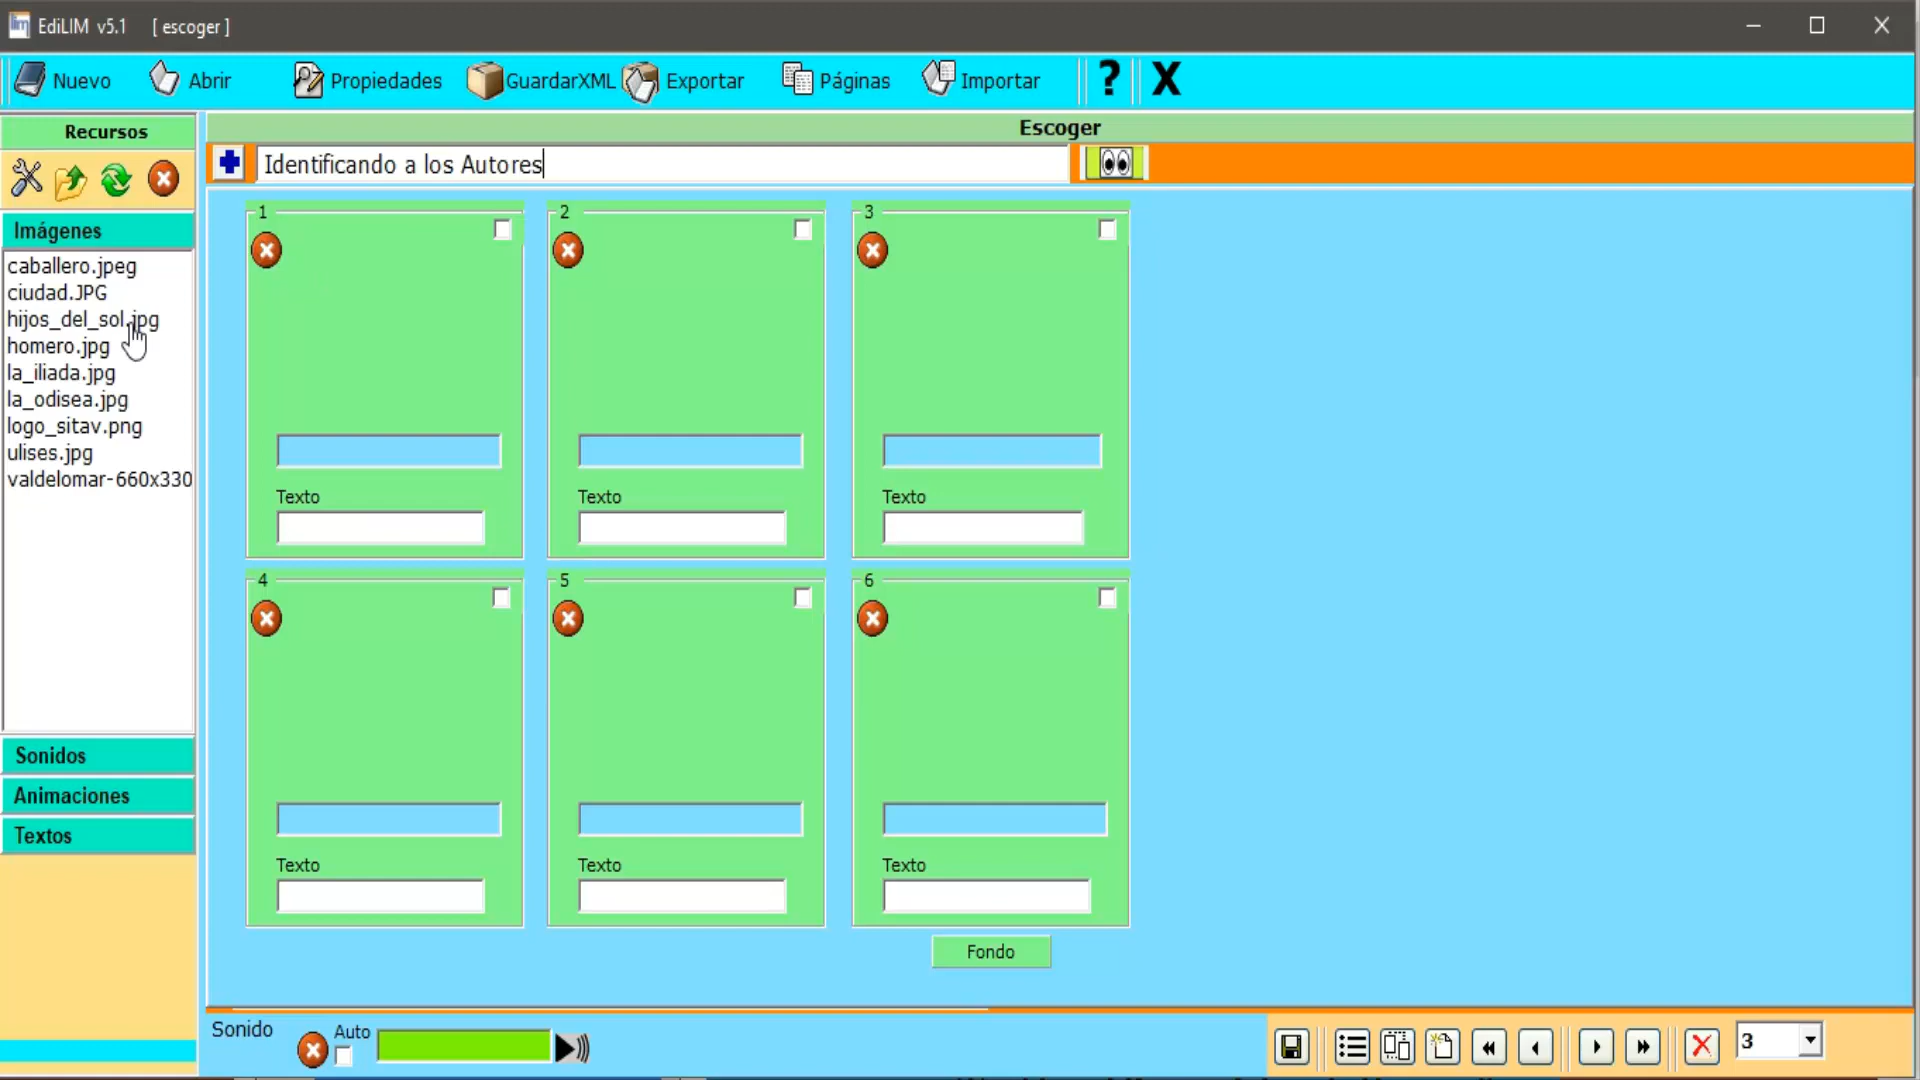 EdiLIM v5.1 [ escoger ]
Nuevo Abrir Propiedades GuardarXML Exportar Páginas Importar ? X
Recursos
Escoger
Identificando a los Autores
Imágenes
caballero.jpeg
ciudad.JPG
hijos_del_sol.jpg
homero.jpg
la_iliada.jpg
la_odisea.jpg
logo_sitav.png
ulises.jpg
valdelomar-660x330
Sonidos
Animaciones
Textos
1 2 3
Texto Texto Texto
4 5 6
Texto Texto Texto
Fondo
Sonido Auto
3